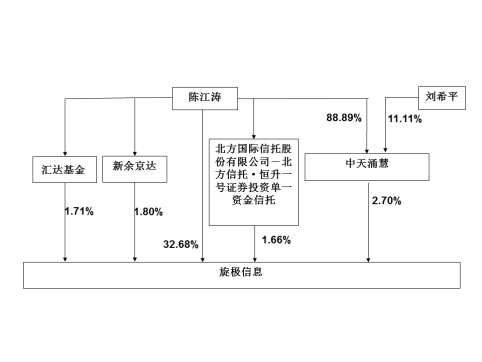 陈江涛
刘希平
88.89%
11.11%
汇达基金
新余京达
北方国际信托股
份有限公司－北
方信托·恒升一
号证券投资单一
资金信托
中天涌慧
1.71%
1.80%
32.68%
1.66%
2.70%
旋极信息